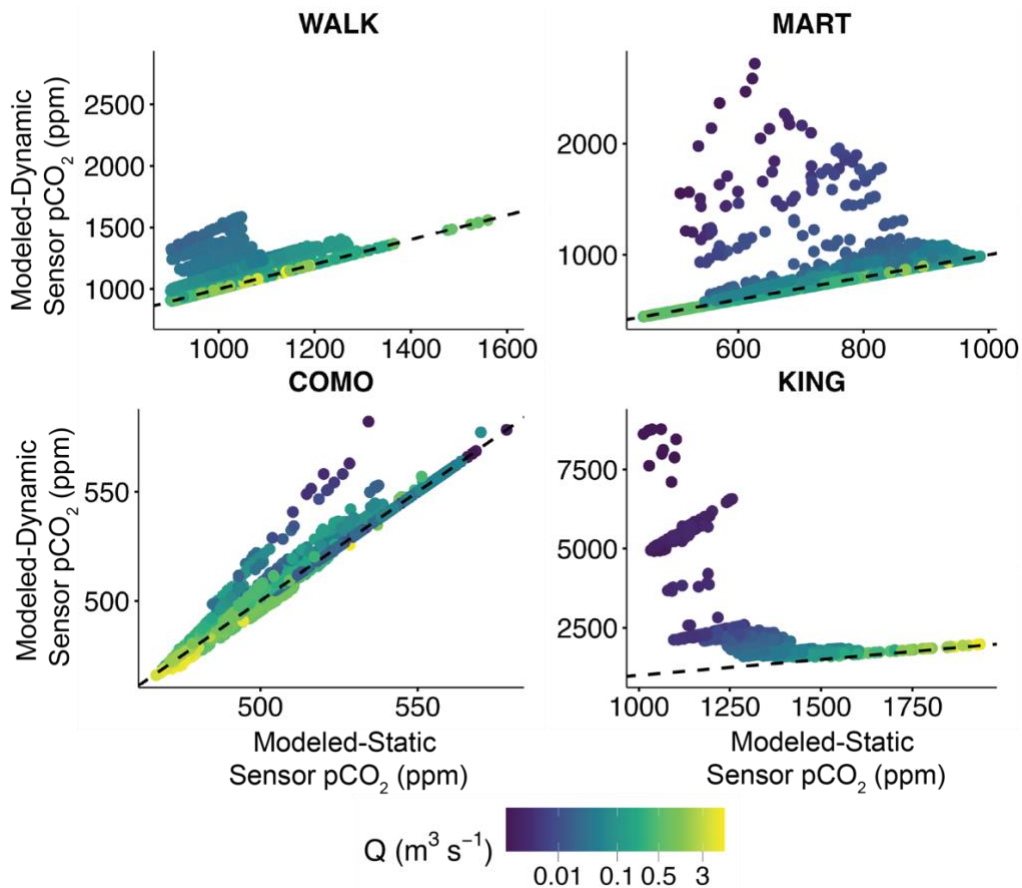 WALK
MART
Modeled-Dynamic
Sensor pCO₂ (ppm)
2500
2000
1500
1000
1000
1200
1400
1600
2000
1000
600
800
1000
COMO
KING
Modeled-Dynamic
Sensor pCO₂ (ppm)
550
500
500
550
7500
5000
2500
1000
1250
1500
1750
Modeled-Static
Sensor pCO₂ (ppm)
Modeled-Static
Sensor pCO₂ (ppm)
Q (m³ s⁻¹)
0.01 0.1 0.5 3